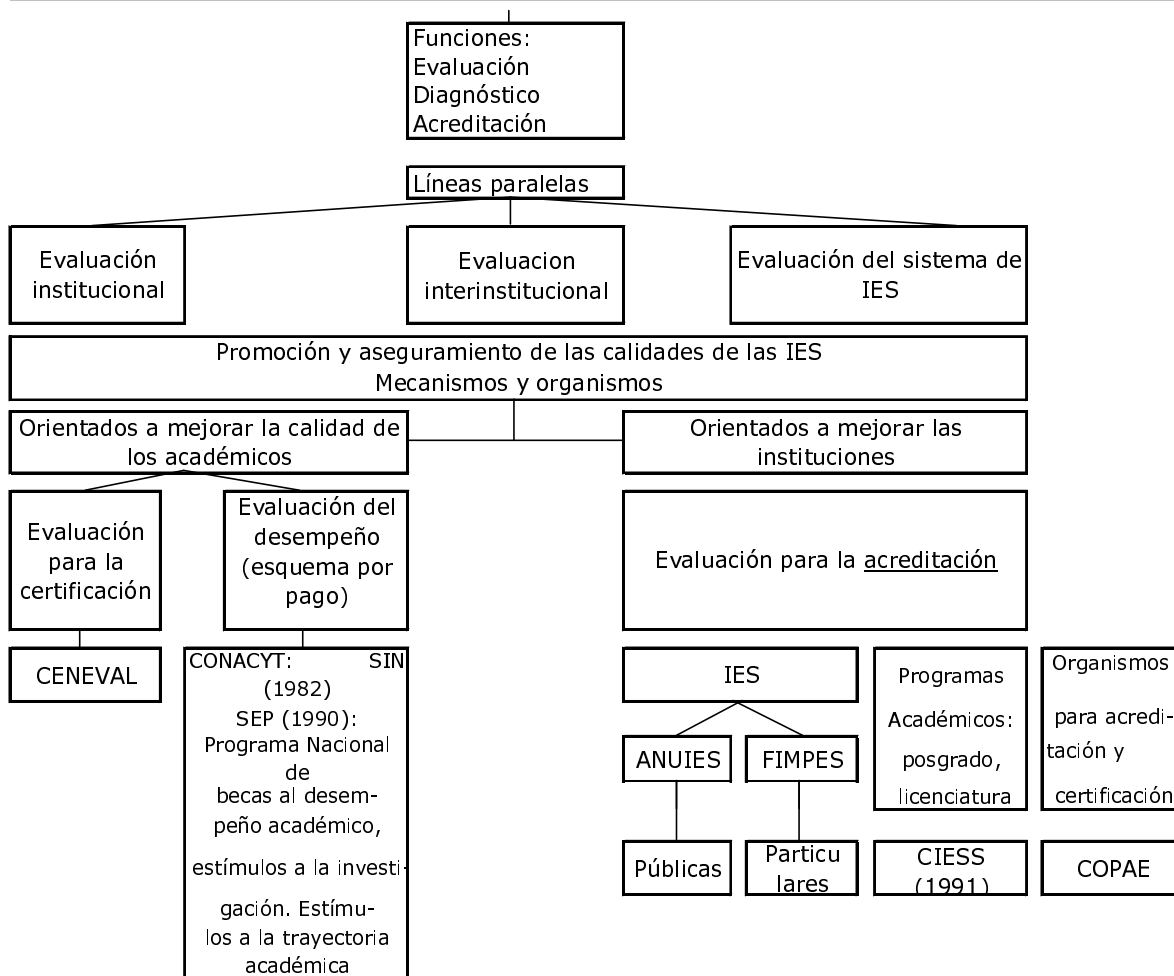 Funciones:
Evaluación
Diagnóstico
Acreditación
Líneas paralelas
Evaluación
institucional
Evaluacion
interinstitucional
Evaluación del sistema de
IES
Promoción y aseguramiento de las calidades de las IES
Mecanismos y organismos
Orientados a mejorar la calidad de
los académicos
Orientados a mejorar las
instituciones
Evaluación
para la
certificación
Evaluación del
desempeño
(esquema por
pago)
Evaluación para la acreditación
CENEVAL
CONACYT: SIN
(1982)
SEP (1990):
Programa Nacional
de
becas al desem-
peño académico,
estímulos a la investi-
gación. Estímu-
los a la trayectoria
académica
IES
ANUIES
FIMPES
Públicas
Particu
lares
Programas
Académicos:
posgrado,
licenciatura
CIESS
(1991)
Organismos
para acredi-
tación y
certificación
COPAE